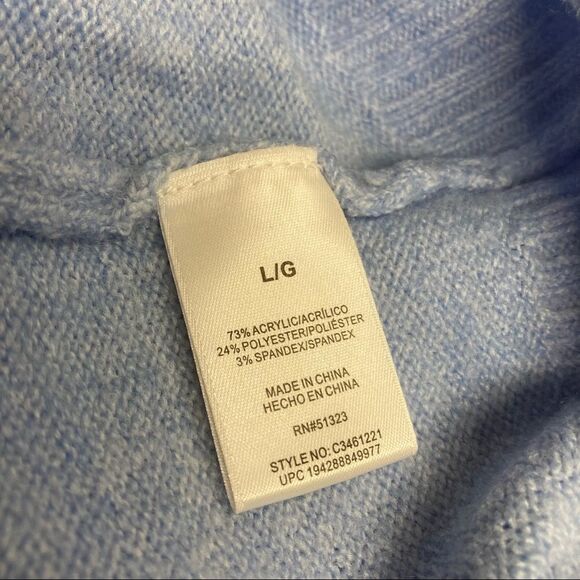 L/G
73% ACRYLIC/ACRÍLICO
24% POLYESTER/POLIÉSTER
3% SPANDEX/SPANDEX
MADE IN CHINA
HECHO EN CHINA
RN#51323
STYLE NO: C3461221
UPC 194288849977